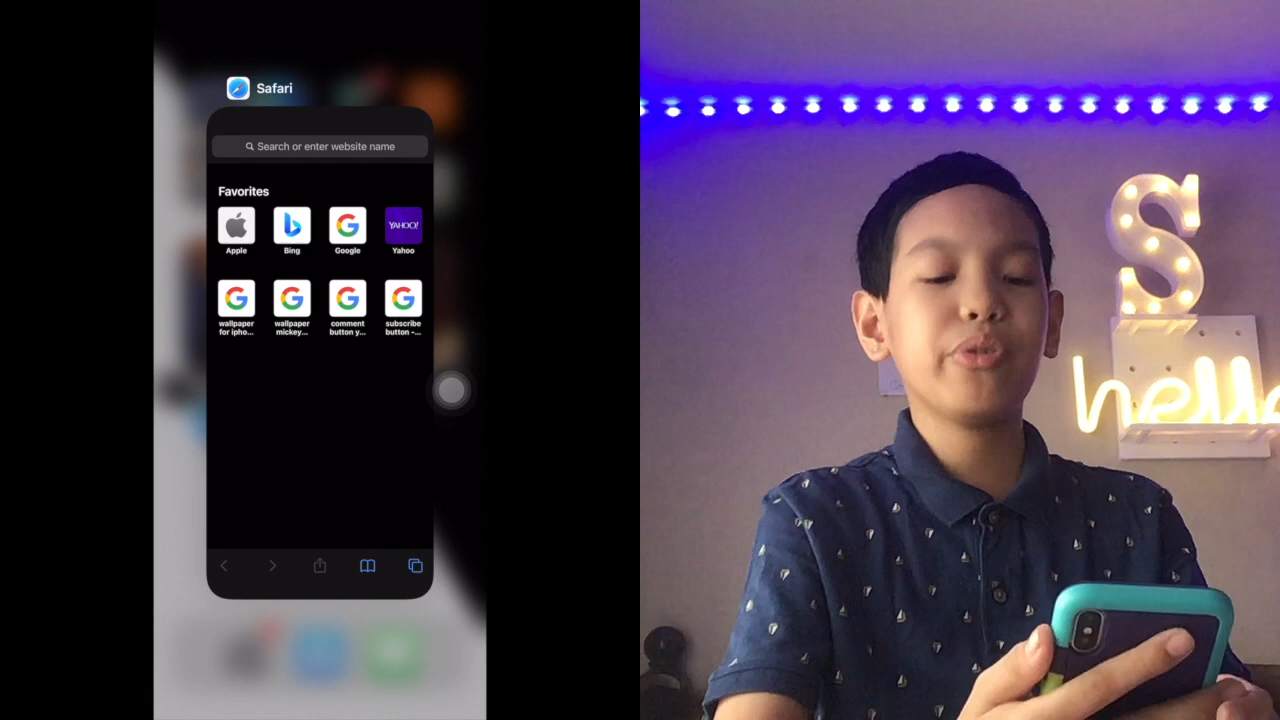 Safari
Search or enter website name
Favorites
Apple
Bing
Google
YAHOO!
Yahoo
wallpaper
for ipho...
wallpaper
mickey...
comment
button y...
subscribe
button -...
S
hello